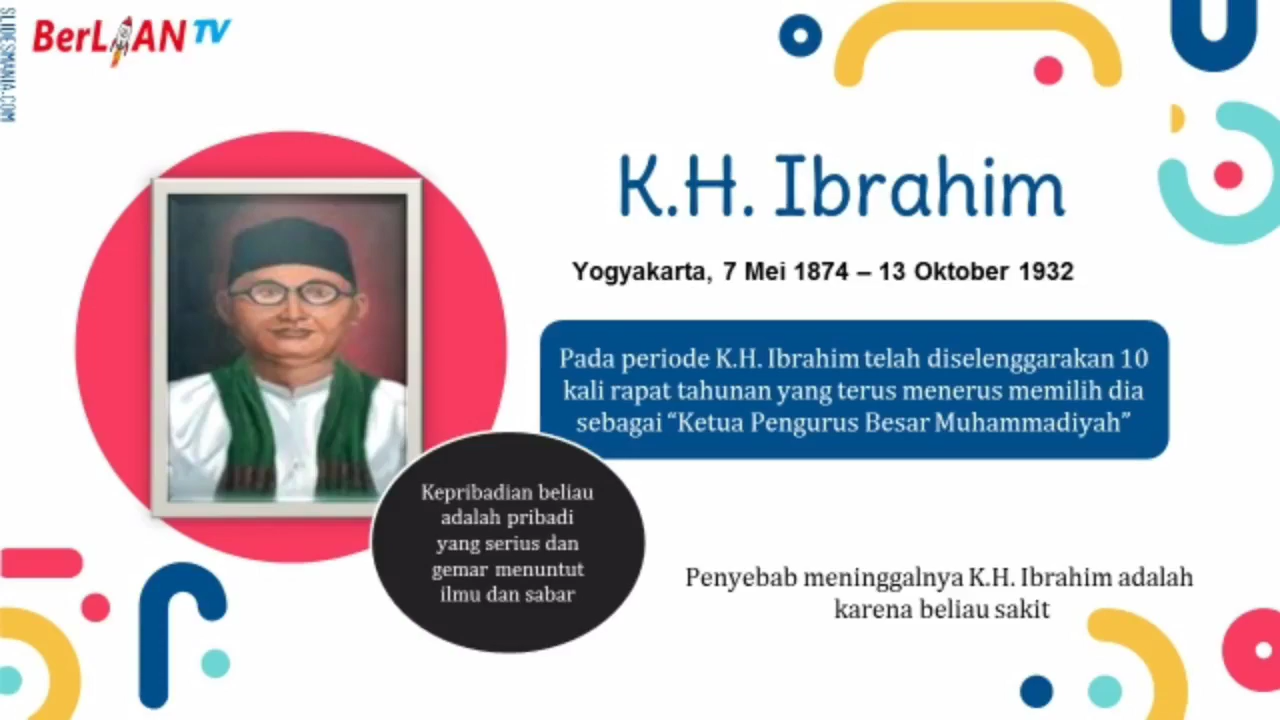 SLIDESMANIA.COM
BerLIAN TV
K.H. Ibrahim
Yogyakarta, 7 Mei 1874 – 13 Oktober 1932
Pada periode K.H. Ibrahim telah diselenggarakan 10
kali rapat tahunan yang terus menerus memilih dia
sebagai “Ketua Pengurus Besar Muhammadiyah”
Kepribadian beliau
adalah pribadi
yang serius dan
gemar menuntut
ilmu dan sabar
Penyebab meninggalnya K.H. Ibrahim adalah
karena beliau sakit